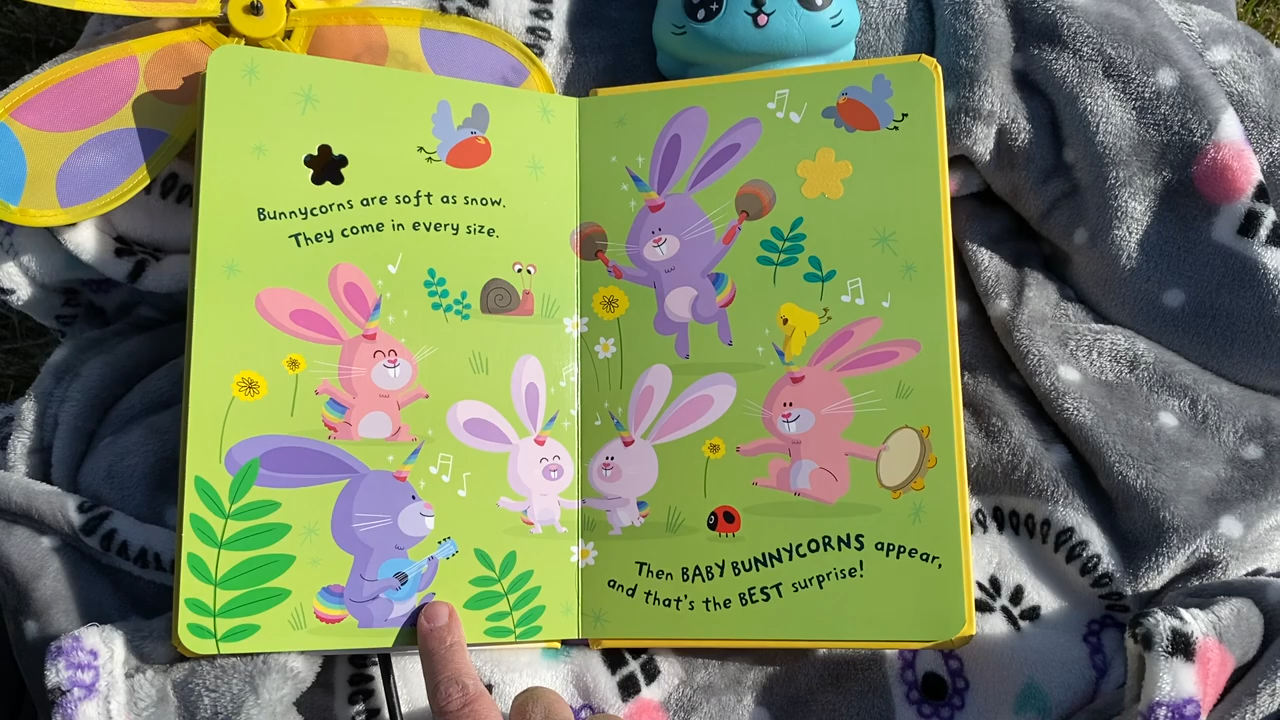 Bunnycorns are soft as snow.
They come in every size.
Then BABY BUNNYCORNS appear,
and that's the BEST surprise!